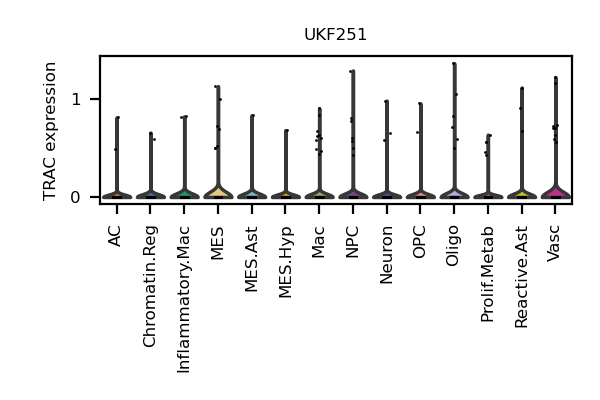 UKF251
TRAC expression
1
0
AC
Chromatin.Reg
Inflammatory.Mac
MES
MES.Ast
MES.Hyp
Mac
NPC
Neuron
OPC
Oligo
Prolif.Metab
Reactive.Ast
Vasc